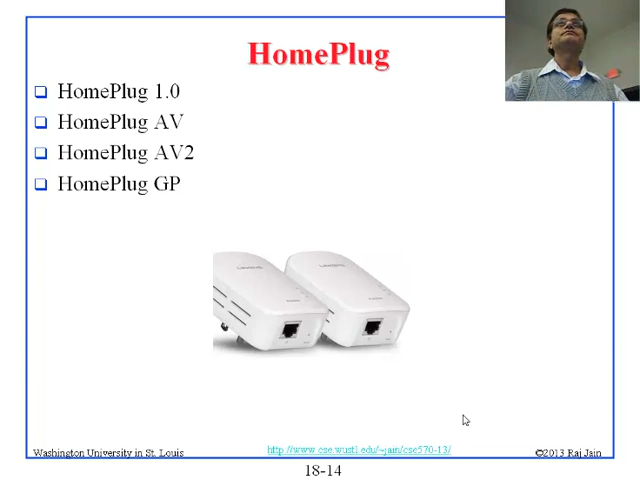 HomePlug
HomePlug 1.0
HomePlug AV
HomePlug AV2
HomePlug GP
Washington University in St. Louis
http://www.cse.wustl.edu/~jain/cse570-13/
©2013 Raj Jain
18-14